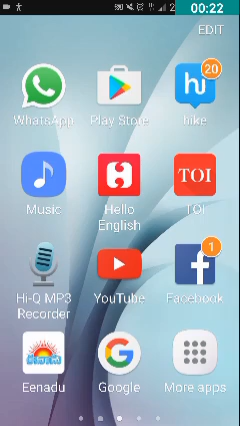 00:22
EDIT
20
hi
WhatsApp
Play Store
hike
TOI
Music
Hello
English
TOI
1
Hi-Q MP3
Recorder
YouTube
Facebook
Eenadu
Google
More apps